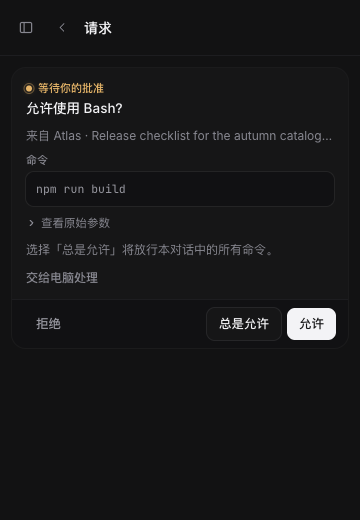 请求
等待你的批准
允许使用 Bash?
来自 Atlas · Release checklist for the autumn catalog...
命令
npm run build
查看原始参数
选择「总是允许」将放行本对话中的所有命令。
交给电脑处理
拒绝
总是允许
允许